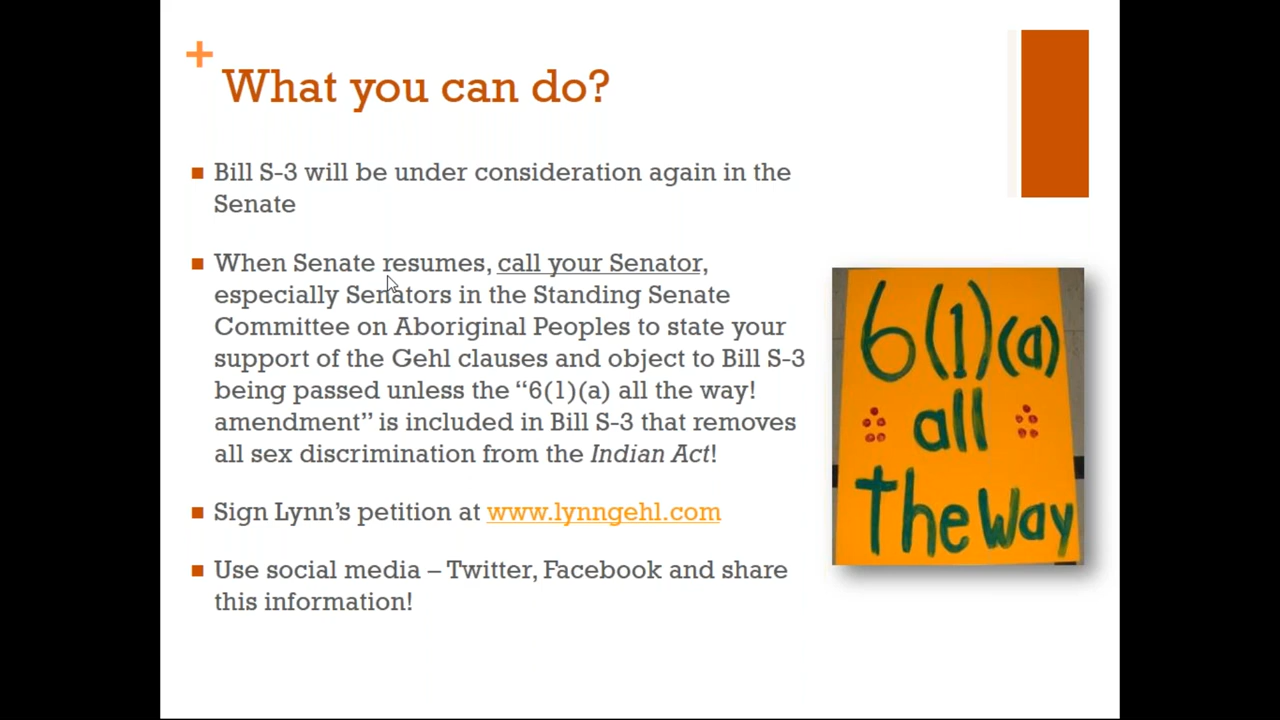 +
What you can do?
■ Bill S-3 will be under consideration again in the
Senate
■ When Senate resumes, call your Senator,
especially Senators in the Standing Senate
Committee on Aboriginal Peoples to state your
support of the Gehl clauses and object to Bill S-3
being passed unless the “6(1)(a) all the way!
amendment” is included in Bill S-3 that removes
all sex discrimination from the Indian Act!
■ Sign Lynn’s petition at www.lynngehl.com
■ Use social media – Twitter, Facebook and share
this information!
6(1)(a)
all
The Way